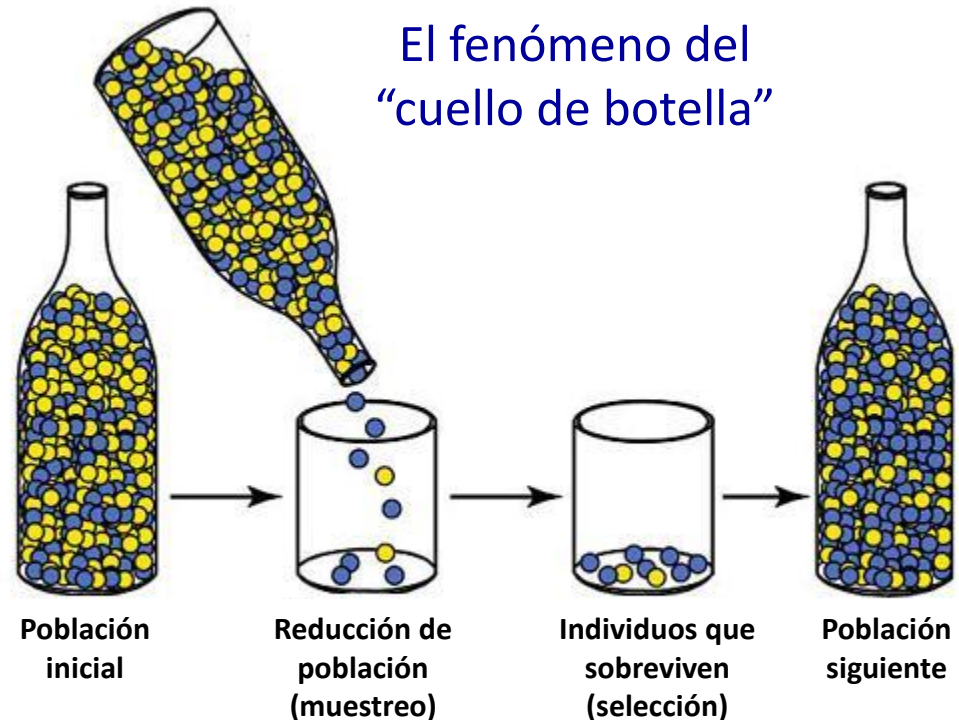 El fenómeno del
“cuello de botella”
Población
inicial
Reducción de
población
(muestreo)
Individuos que
sobreviven
(selección)
Población
siguiente